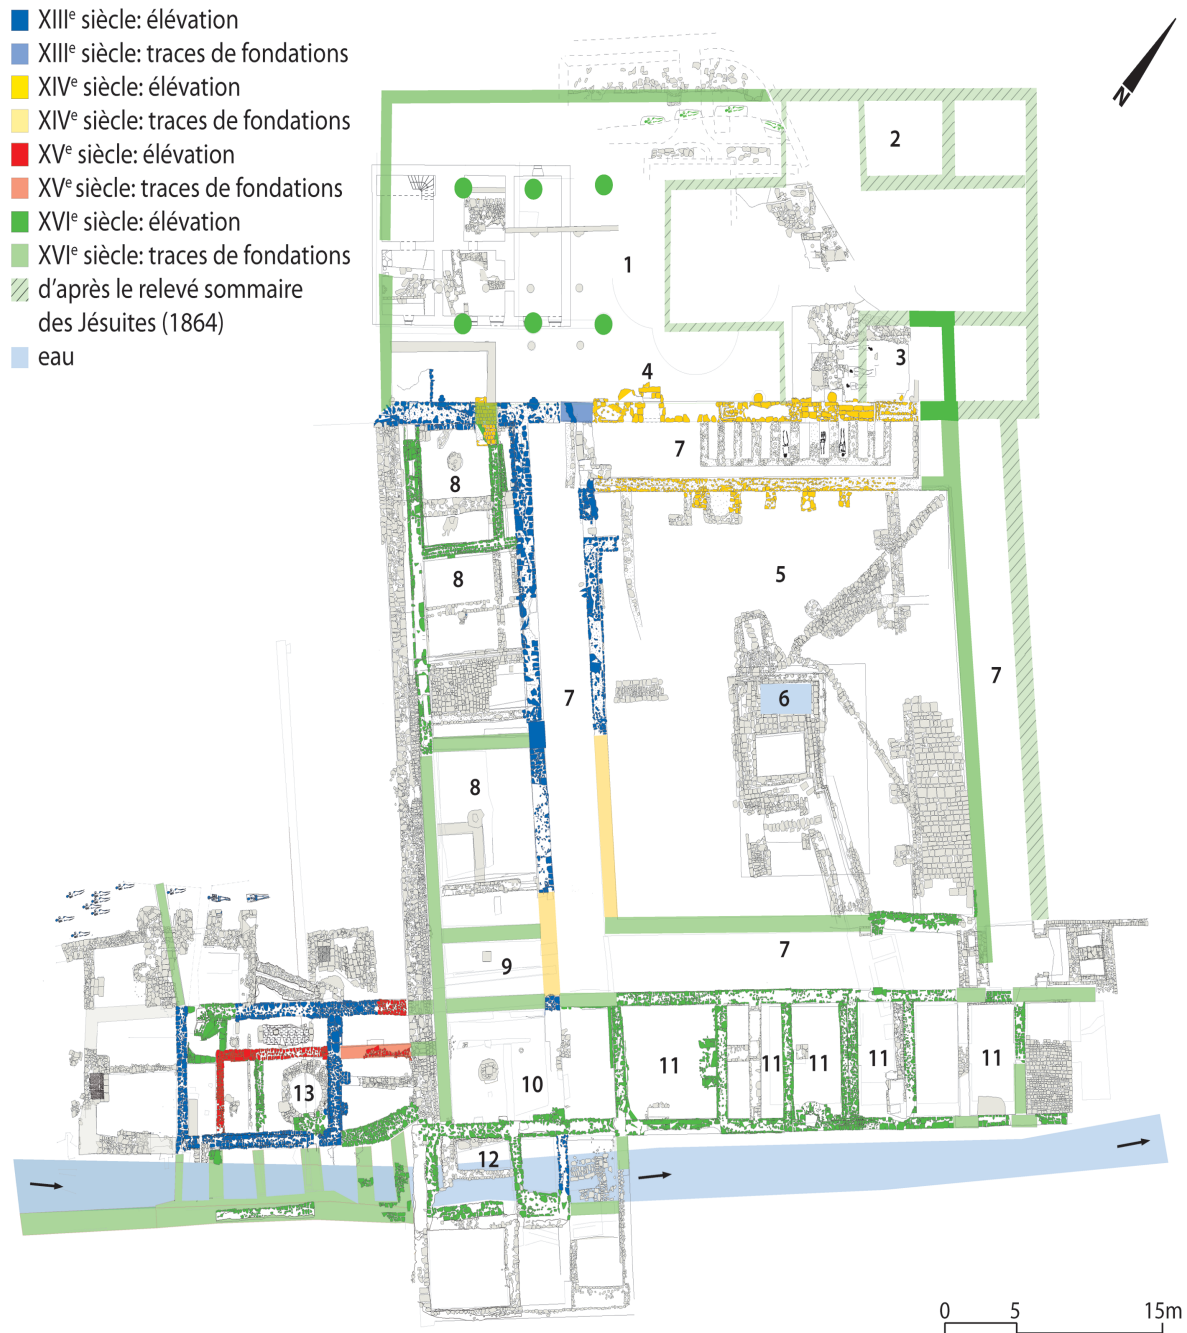 XIIIᵉ siècle: élévation
XIIIᵉ siècle: traces de fondations
XIVᵉ siècle: élévation
XIVᵉ siècle: traces de fondations
XVᵉ siècle: élévation
XVᵉ siècle: traces de fondations
XVIᵉ siècle: élévation
XVIᵉ siècle: traces de fondations
d'après le relevé sommaire
des Jésuites (1864)
eau
N
2
1
3
4
7
8
5
8
7
6
7
8
7
9
10
11
11
11
11
11
13
12
0 5 15m